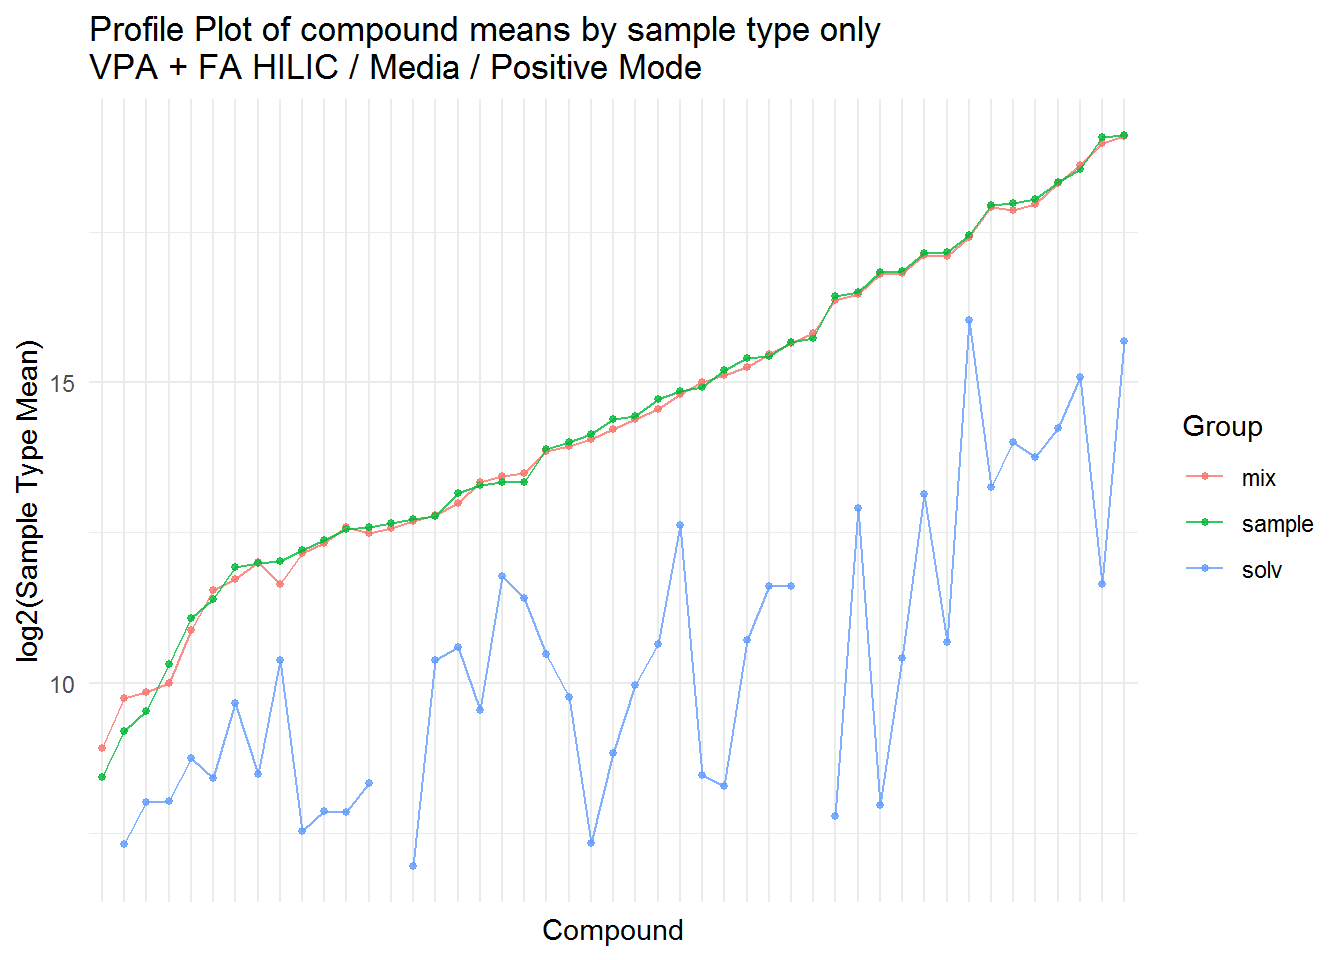 Profile Plot of compound means by sample type only
VPA + FA HILIC / Media / Positive Mode
log2(Sample Type Mean)
15
10
Compound
Group
mix
sample
solv